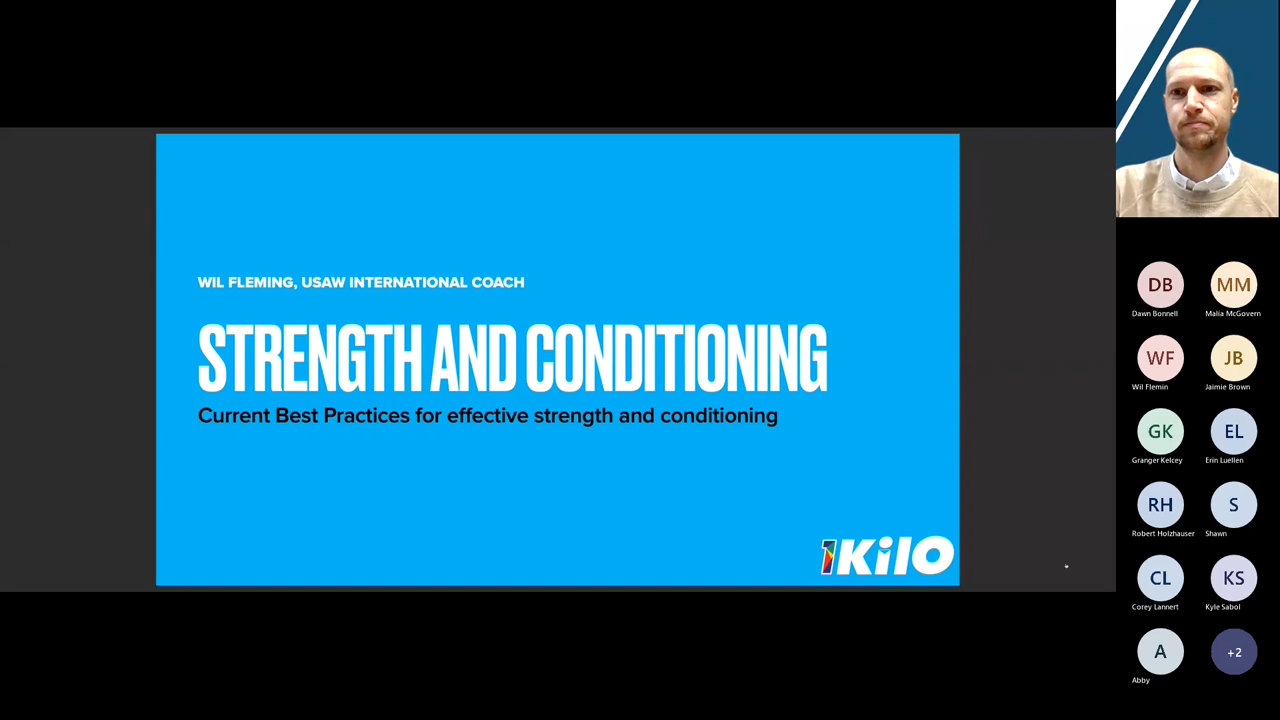 WIL FLEMING, USAW INTERNATIONAL COACH
STRENGTH AND CONDITIONING
Current Best Practices for effective strength and conditioning
1Kilo
DB
MM
Dawn Bonnell
Malia McGovern
WF
JB
Wil Flemin
Jaimie Brown
GK
EL
Granger Kelcey
Erin Luellen
RH
S
Robert Holzhauser
Shawn
CL
KS
Corey Lannert
Kyle Sabol
A
+2
Abby